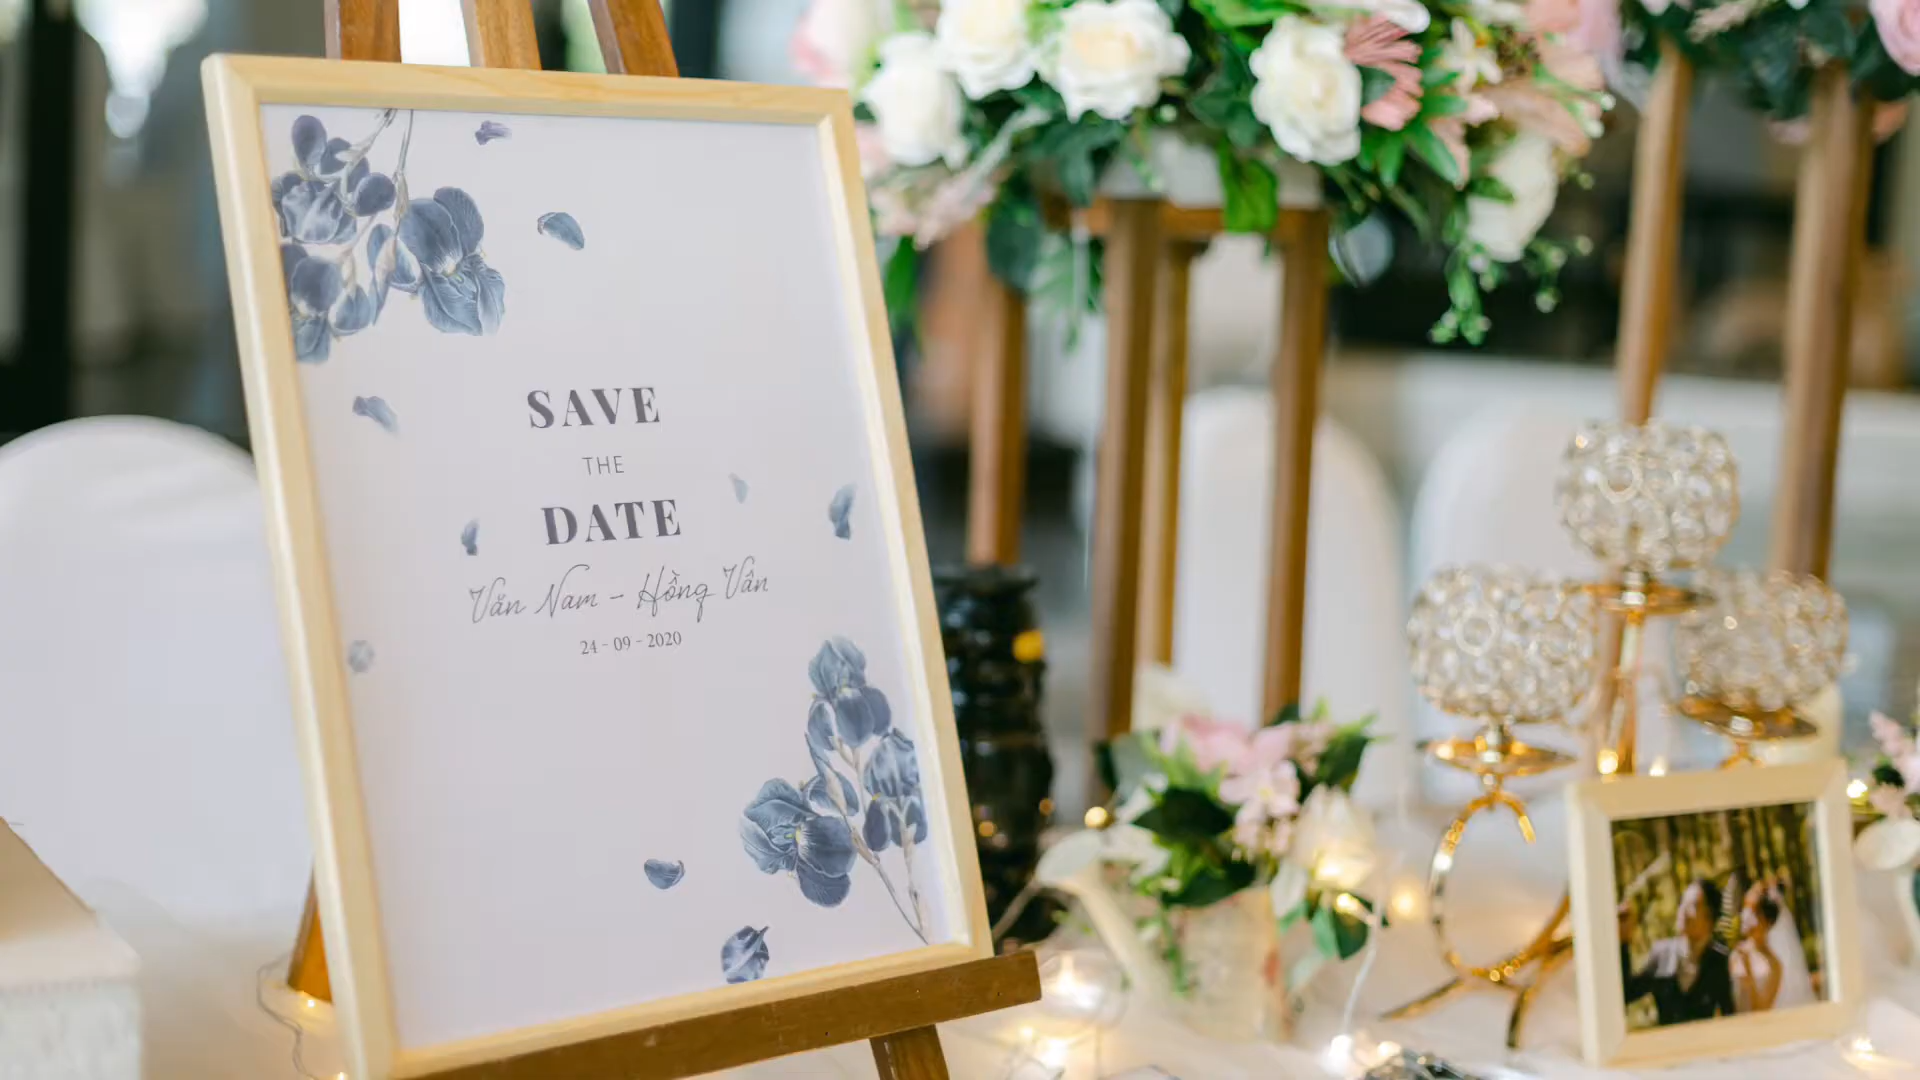 SAVE
THE
DATE
Văn Nam - Hồng Vân
24 - 09 - 2020